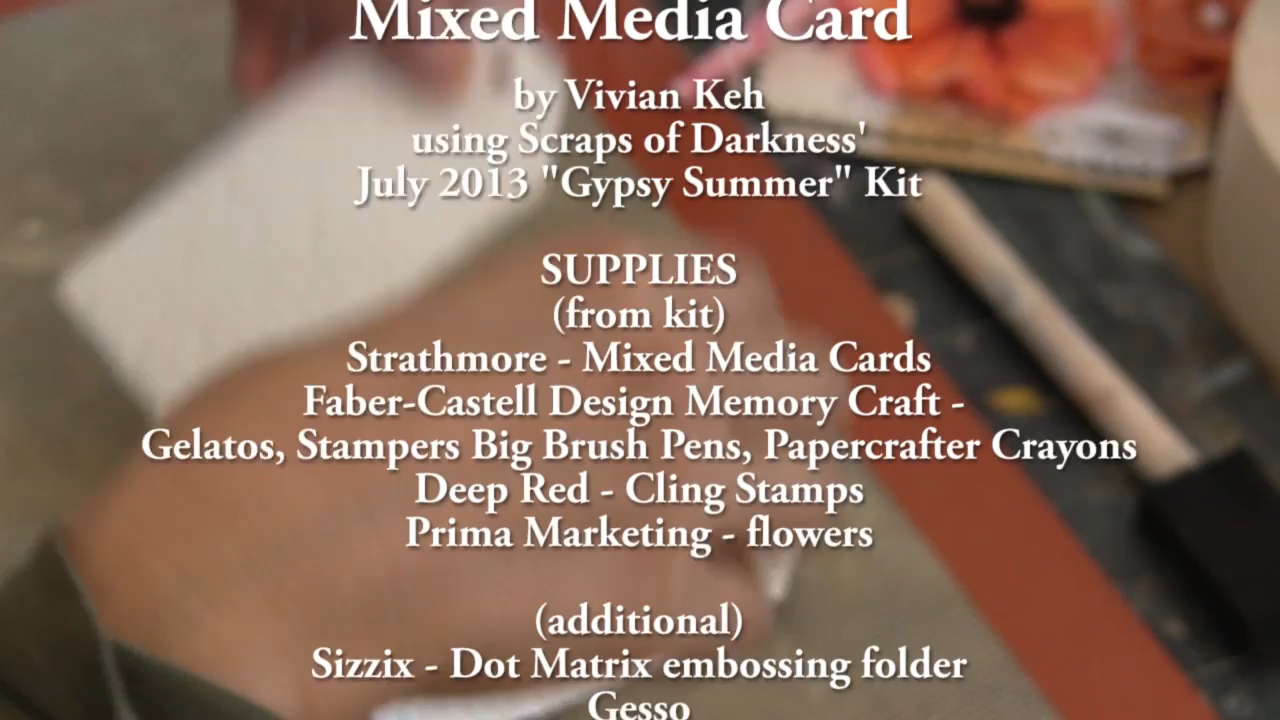 Mixed Media Card
by Vivian Keh
using Scraps of Darkness'
July 2013 "Gypsy Summer" Kit
SUPPLIES
(from kit)
Strathmore - Mixed Media Cards
Faber-Castell Design Memory Craft -
Gelatos, Stampers Big Brush Pens, Papercrafter Crayons
Deep Red - Cling Stamps
Prima Marketing - flowers
(additional)
Sizzix - Dot Matrix embossing folder
Gesso